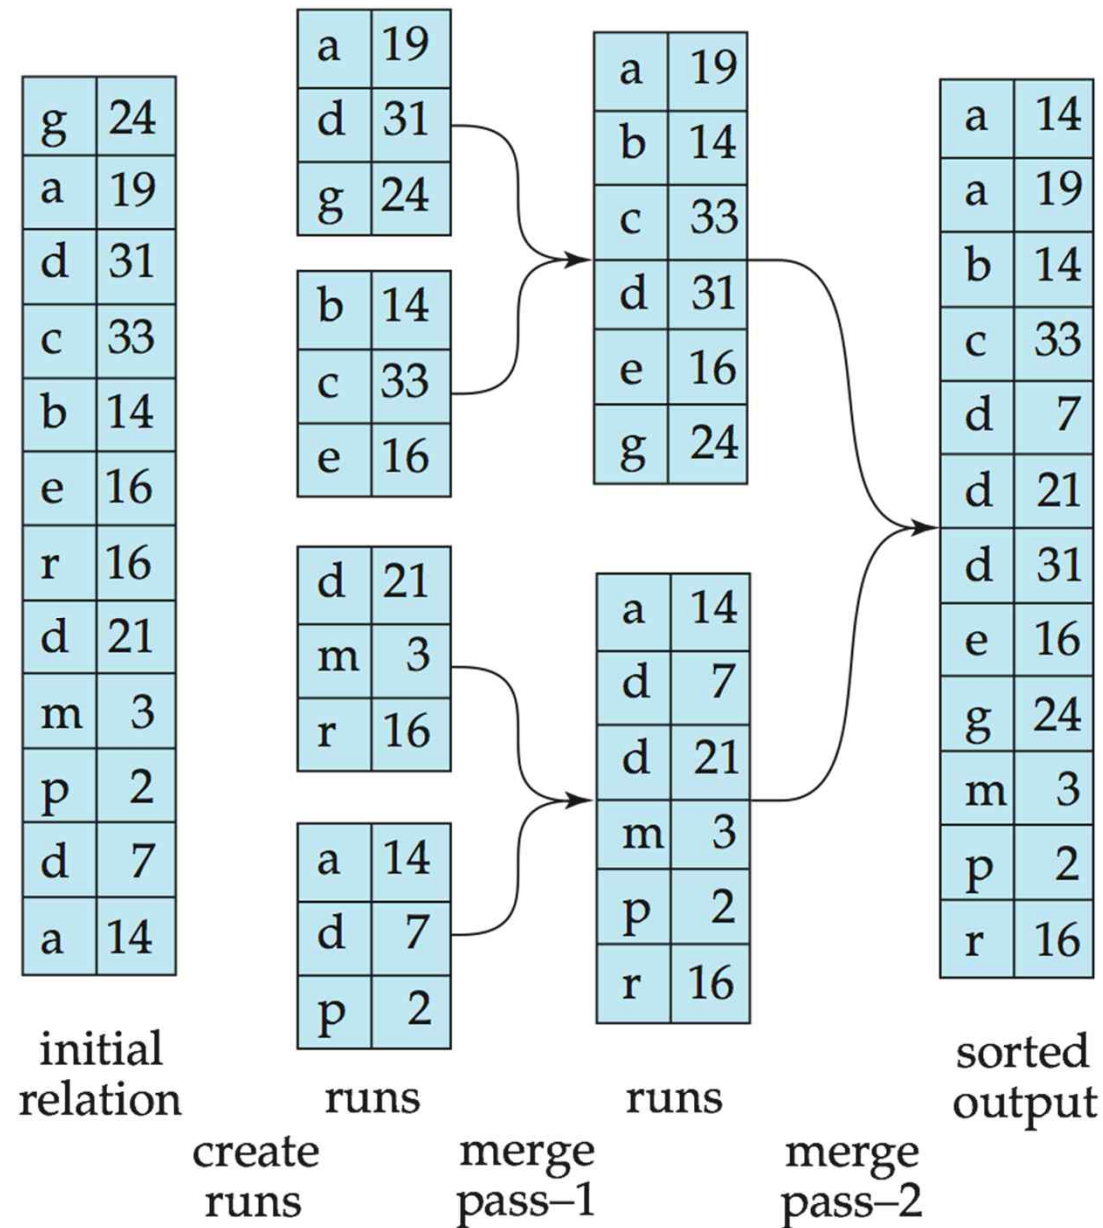 g 24
a 19
d 31
c 33
b 14
e 16
r 16
d 21
m 3
p 2
d 7
a 14
initial
relation
a 19
d 31
g 24
b 14
c 33
e 16
d 21
m 3
r 16
a 14
d 7
p 2
runs
a 19
b 14
c 33
d 31
e 16
g 24
a 14
d 7
d 21
m 3
p 2
r 16
runs
a 14
a 19
b 14
c 33
d 7
d 21
d 31
e 16
g 24
m 3
p 2
r 16
sorted
output
create
runs
merge
pass–1
merge
pass–2